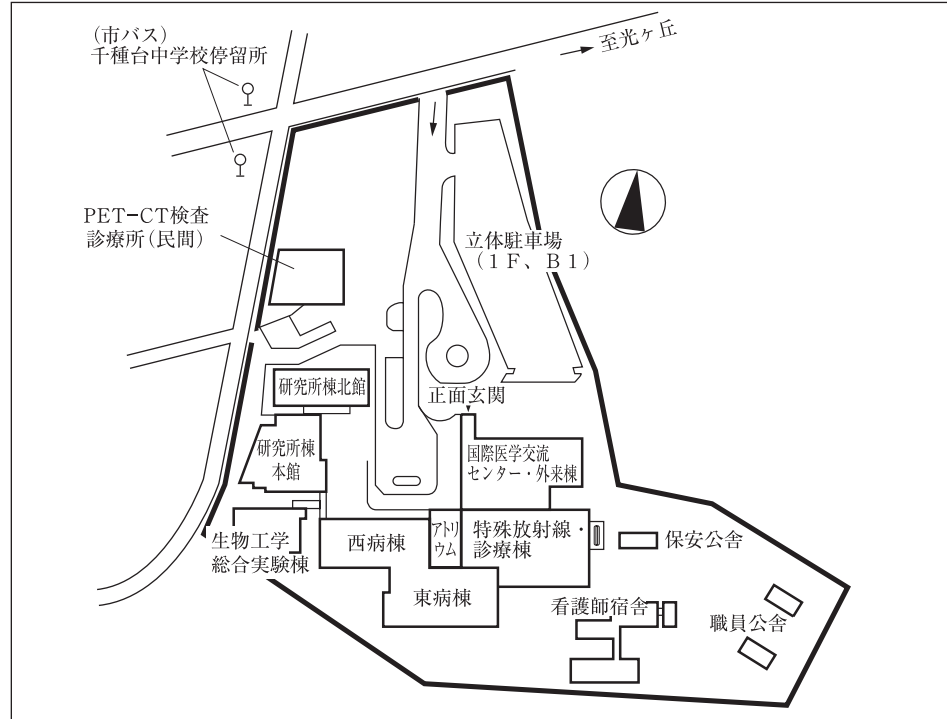 (市バス)
千種台中学校停留所
至光ヶ丘
PET-CT検査
診療所(民間)
立体駐車場
(1F、B1)
研究所棟北館
正面玄関
研究所棟
本館
国際医学交流
センター・外来棟
生物工学
総合実験棟
西病棟
アトリ
ウム
特殊放射線・
診療棟
保安公舎
東病棟
看護師宿舎
職員公舎